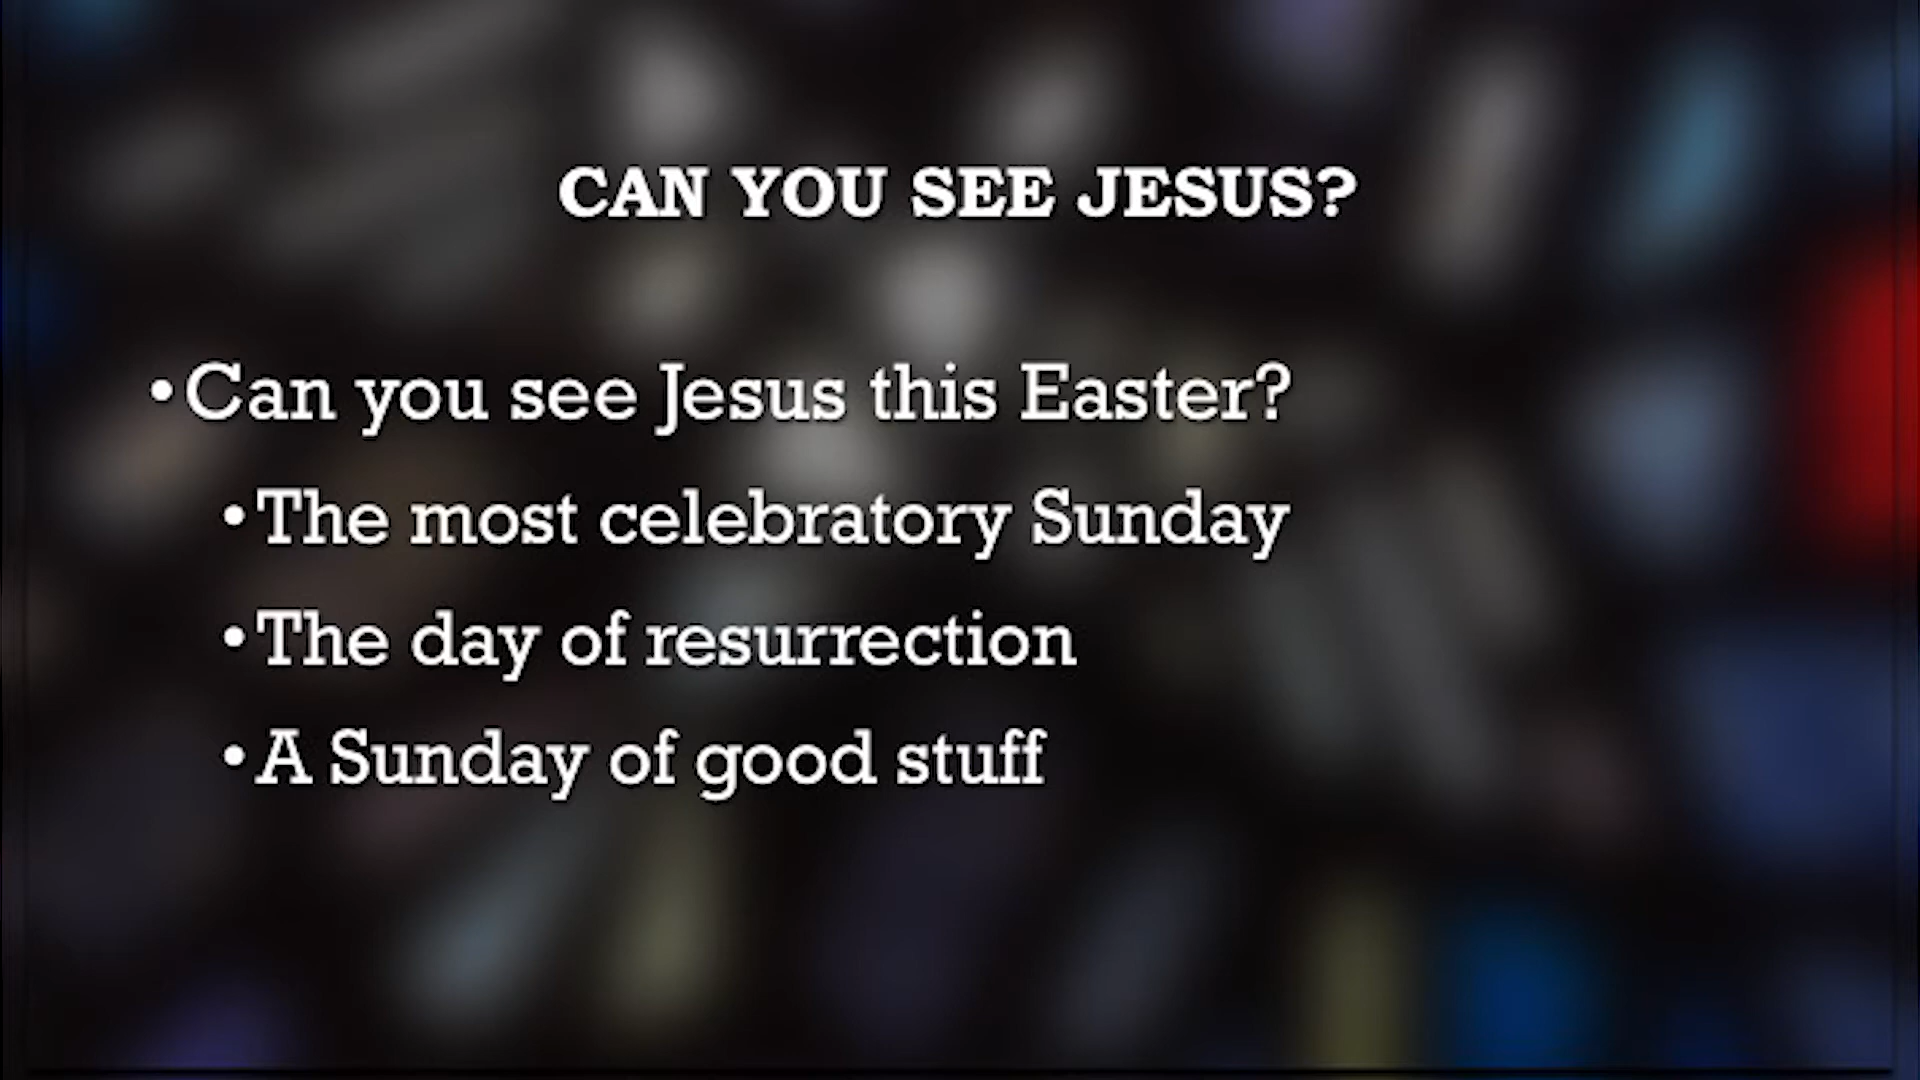 CAN YOU SEE JESUS?
•Can you see Jesus this Easter?
•The most celebratory Sunday
•The day of resurrection
•A Sunday of good stuff